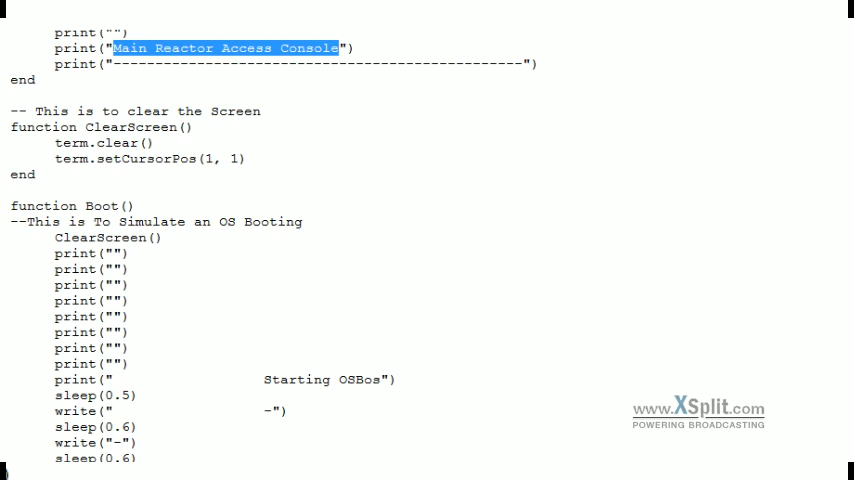 print("")
print("Main Reactor Access Console")
print("-------------------------------------------------")
end
-- This is to clear the Screen
function ClearScreen()
term.clear()
term.setCursorPos(1, 1)
end
function Boot()
--This is To Simulate an OS Booting
ClearScreen()
print("")
print("")
print("")
print("")
print("")
print("")
print("")
print("")
print("                  Starting OSBos")
sleep(0.5)
write("                  -")
sleep(0.6)
write("-")
sleep(0.6)
www.XSplit.com
POWERING BROADCASTING